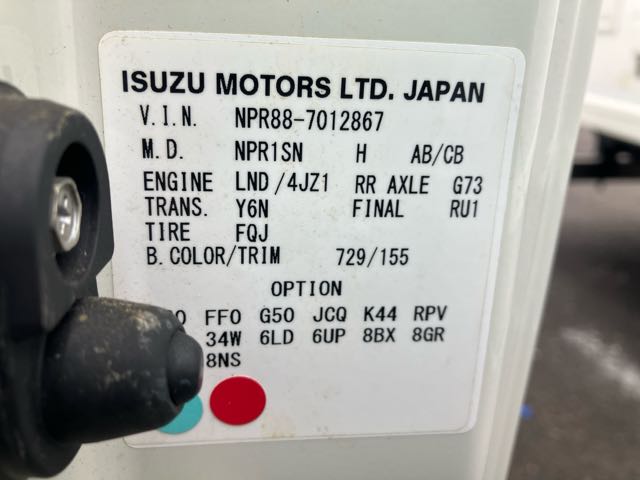 ISUZU MOTORS LTD. JAPAN
V.I.N. NPR88-7012867
M.D. NPR1SN H AB/CB
ENGINE LND/4JZ1 RR AXLE G73
TRANS. Y6N FINAL RU1
TIRE FQJ
B.COLOR/TRIM 729/155
OPTION
FF0 G50 JCQ K44 RPV
34W 6LD 6UP 8BX 8GR
8NS